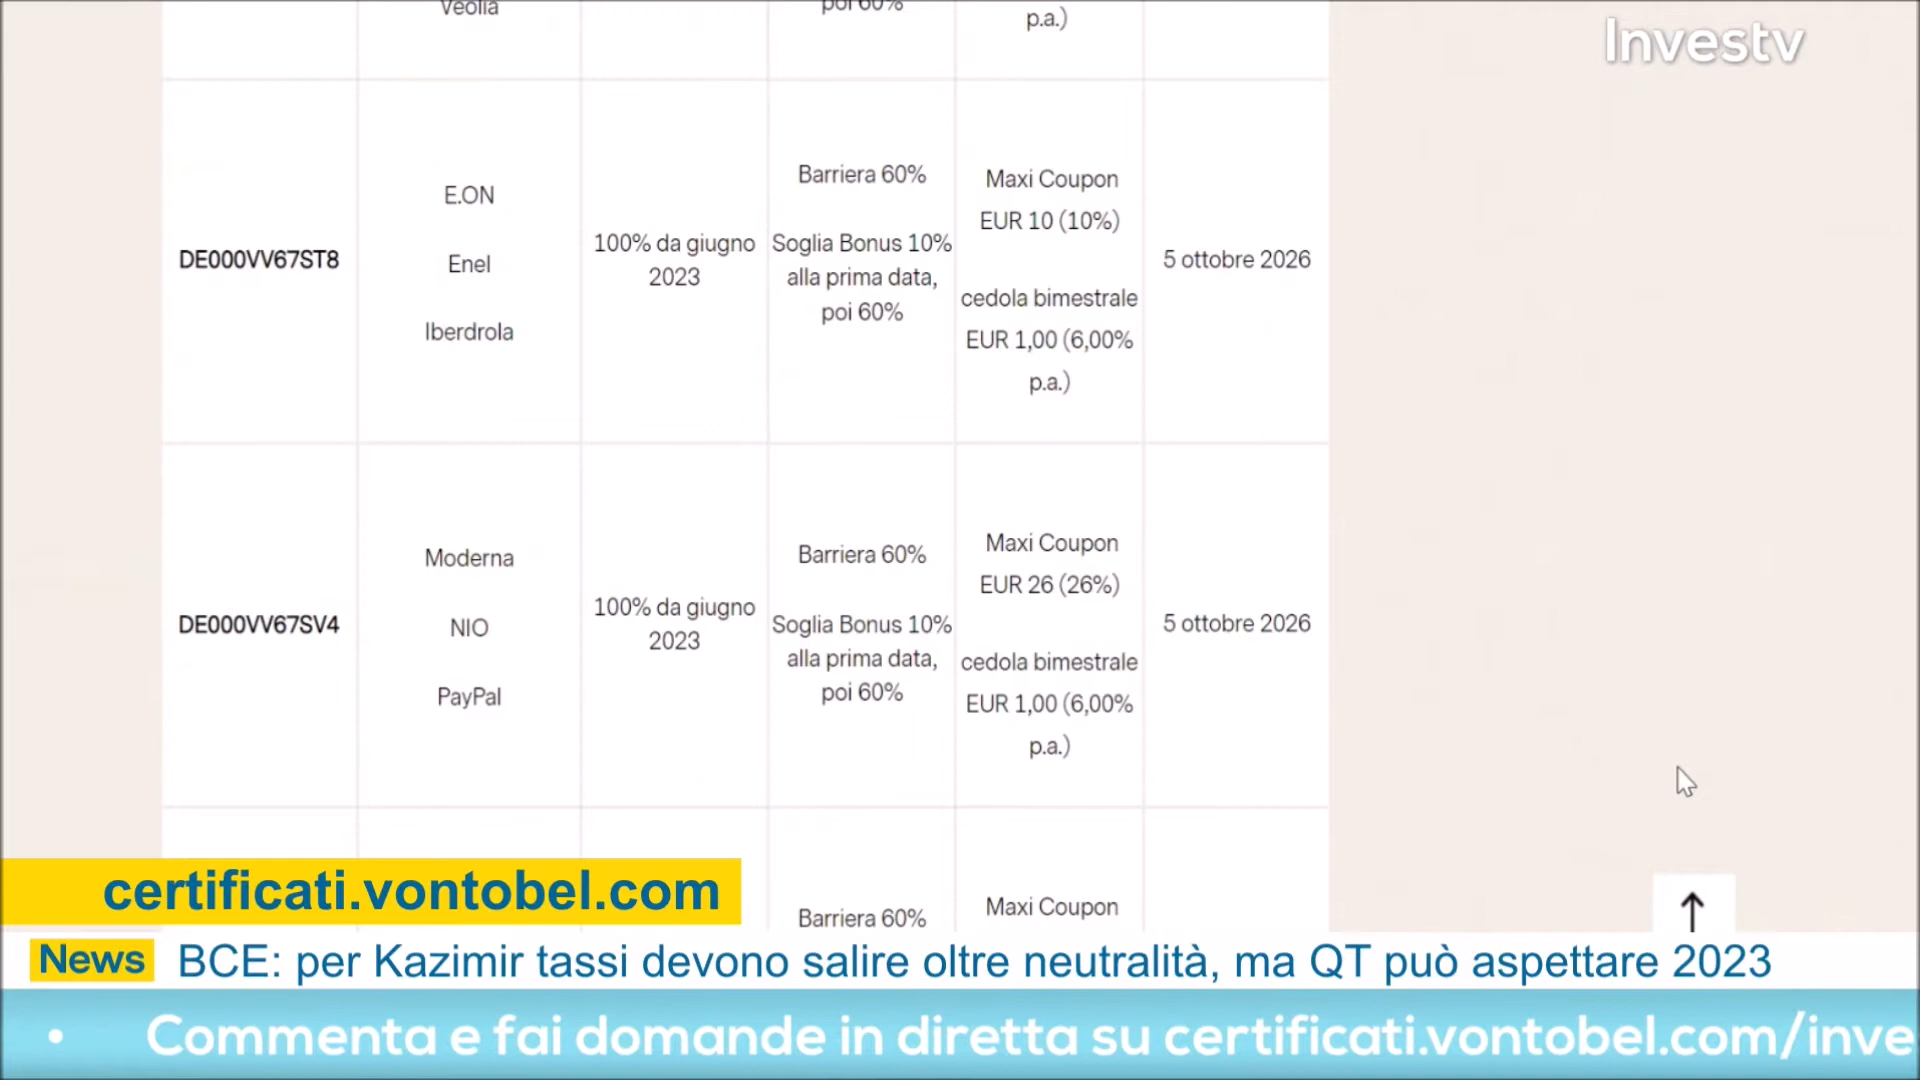 Veolia
poi 60%
p.a.)
Investv
DE000VV67ST8
E.ON
Enel
Iberdrola
100% da giugno
2023
Barriera 60%
Soglia Bonus 10%
alla prima data,
poi 60%
Maxi Coupon
EUR 10 (10%)
cedola bimestrale
EUR 1,00 (6,00%
p.a.)
5 ottobre 2026
DE000VV67SV4
Moderna
NIO
PayPal
100% da giugno
2023
Barriera 60%
Soglia Bonus 10%
alla prima data,
poi 60%
Maxi Coupon
EUR 26 (26%)
cedola bimestrale
EUR 1,00 (6,00%
p.a.)
5 ottobre 2026
Barriera 60%
Maxi Coupon
certificati.vontobel.com
News BCE: per Kazimir tassi devono salire oltre neutralità, ma QT può aspettare 2023
• Commenta e fai domande in diretta su certificati.vontobel.com/inve